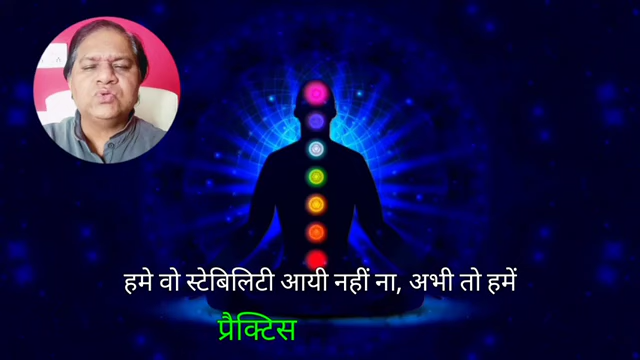 हमे वो स्टेबिलिटी आयी नहीं ना, अभी तो हमें
प्रैक्टिस